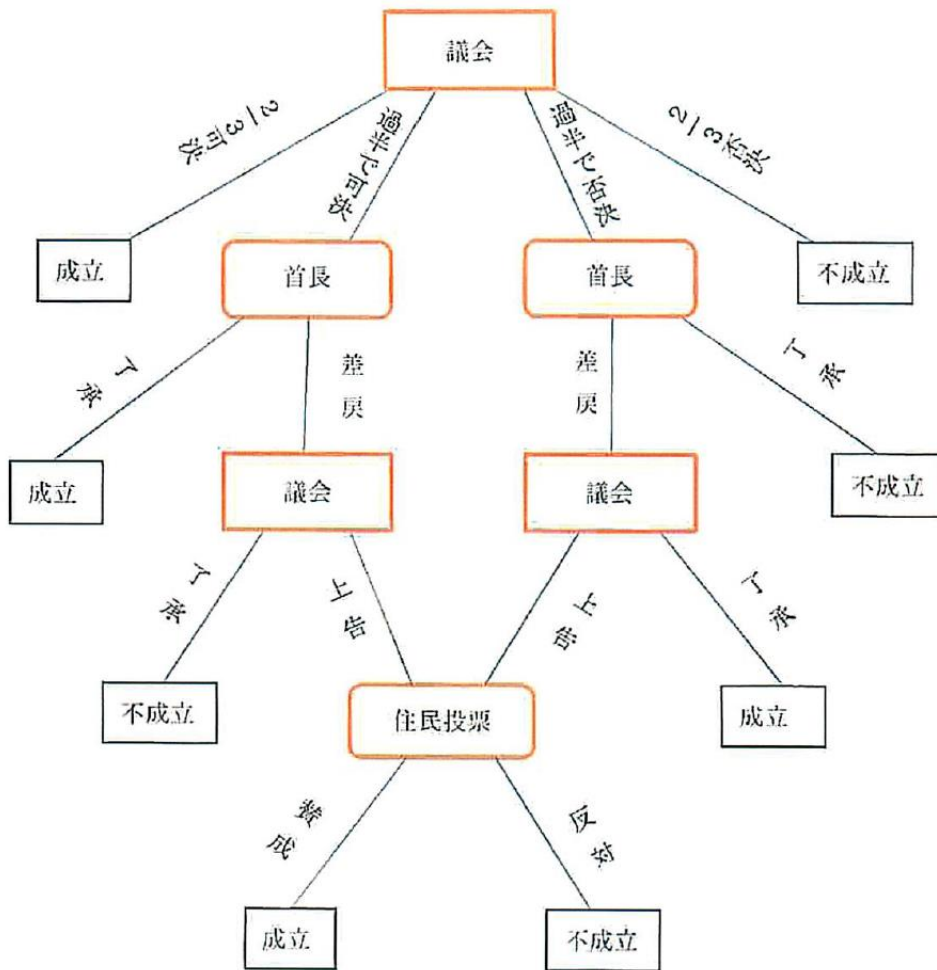 議会
2/3可決
過半で可決
過半で否決
2/3否決
成立
首長
首長
不成立
了承
差戻
差戻
了承
成立
議会
議会
不成立
了承
上告
上告
了承
不成立
住民投票
成立
賛成
反対
成立
不成立